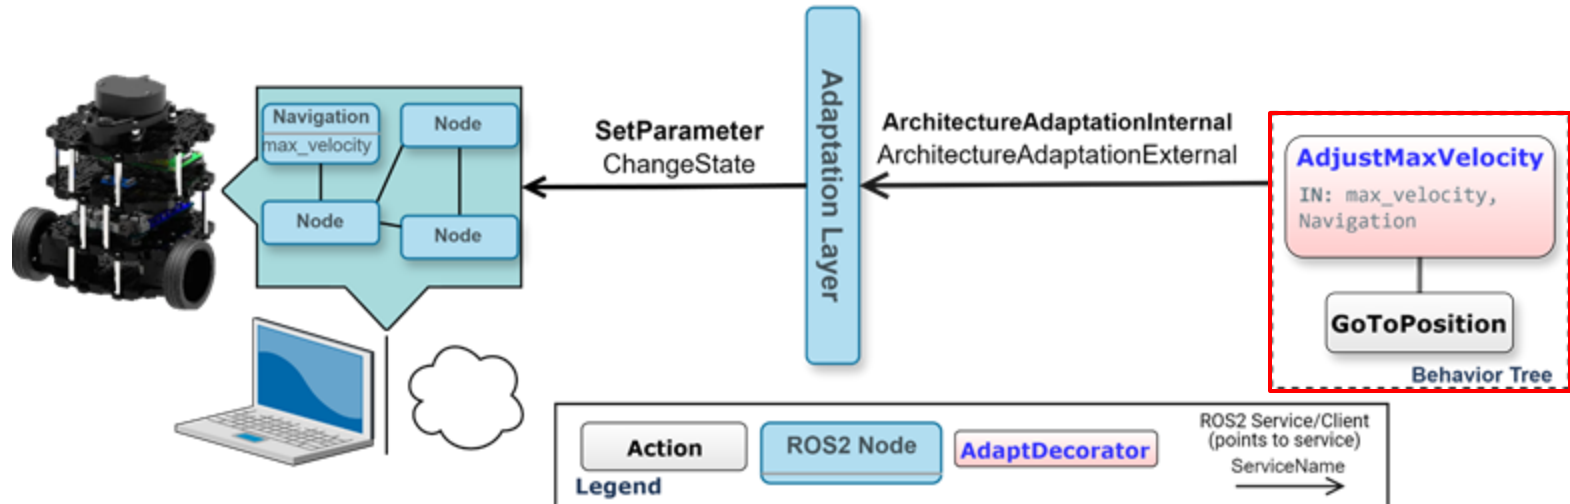 Navigation
max_velocity
Node
Node
Node
SetParameter
ChangeState
Adaptation Layer
ArchitectureAdaptationInternal
ArchitectureAdaptationExternal
AdjustMaxVelocity
IN: max_velocity,
Navigation
GoToPosition
Behavior Tree
Action
ROS2 Node
AdaptDecorator
ROS2 Service/Client
(points to service)
ServiceName
Legend